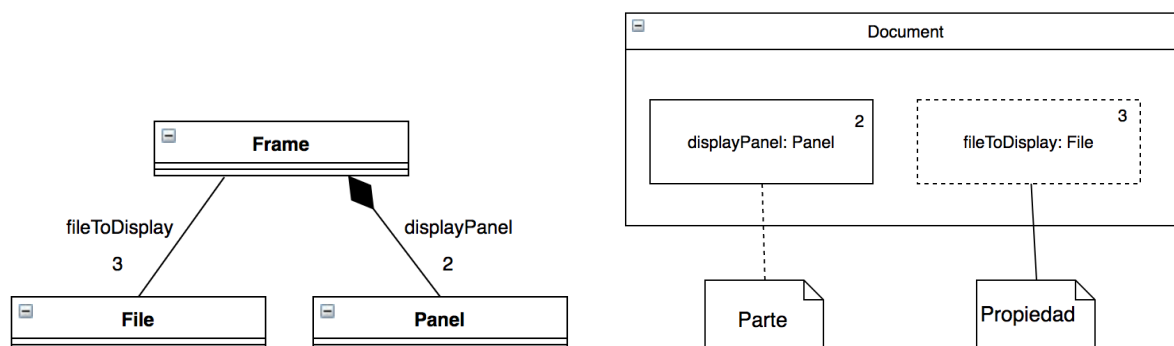 Frame
fileToDisplay
displayPanel
3
2
File
Panel
Document
2
displayPanel: Panel
3
fileToDisplay: File
Parte
Propiedad